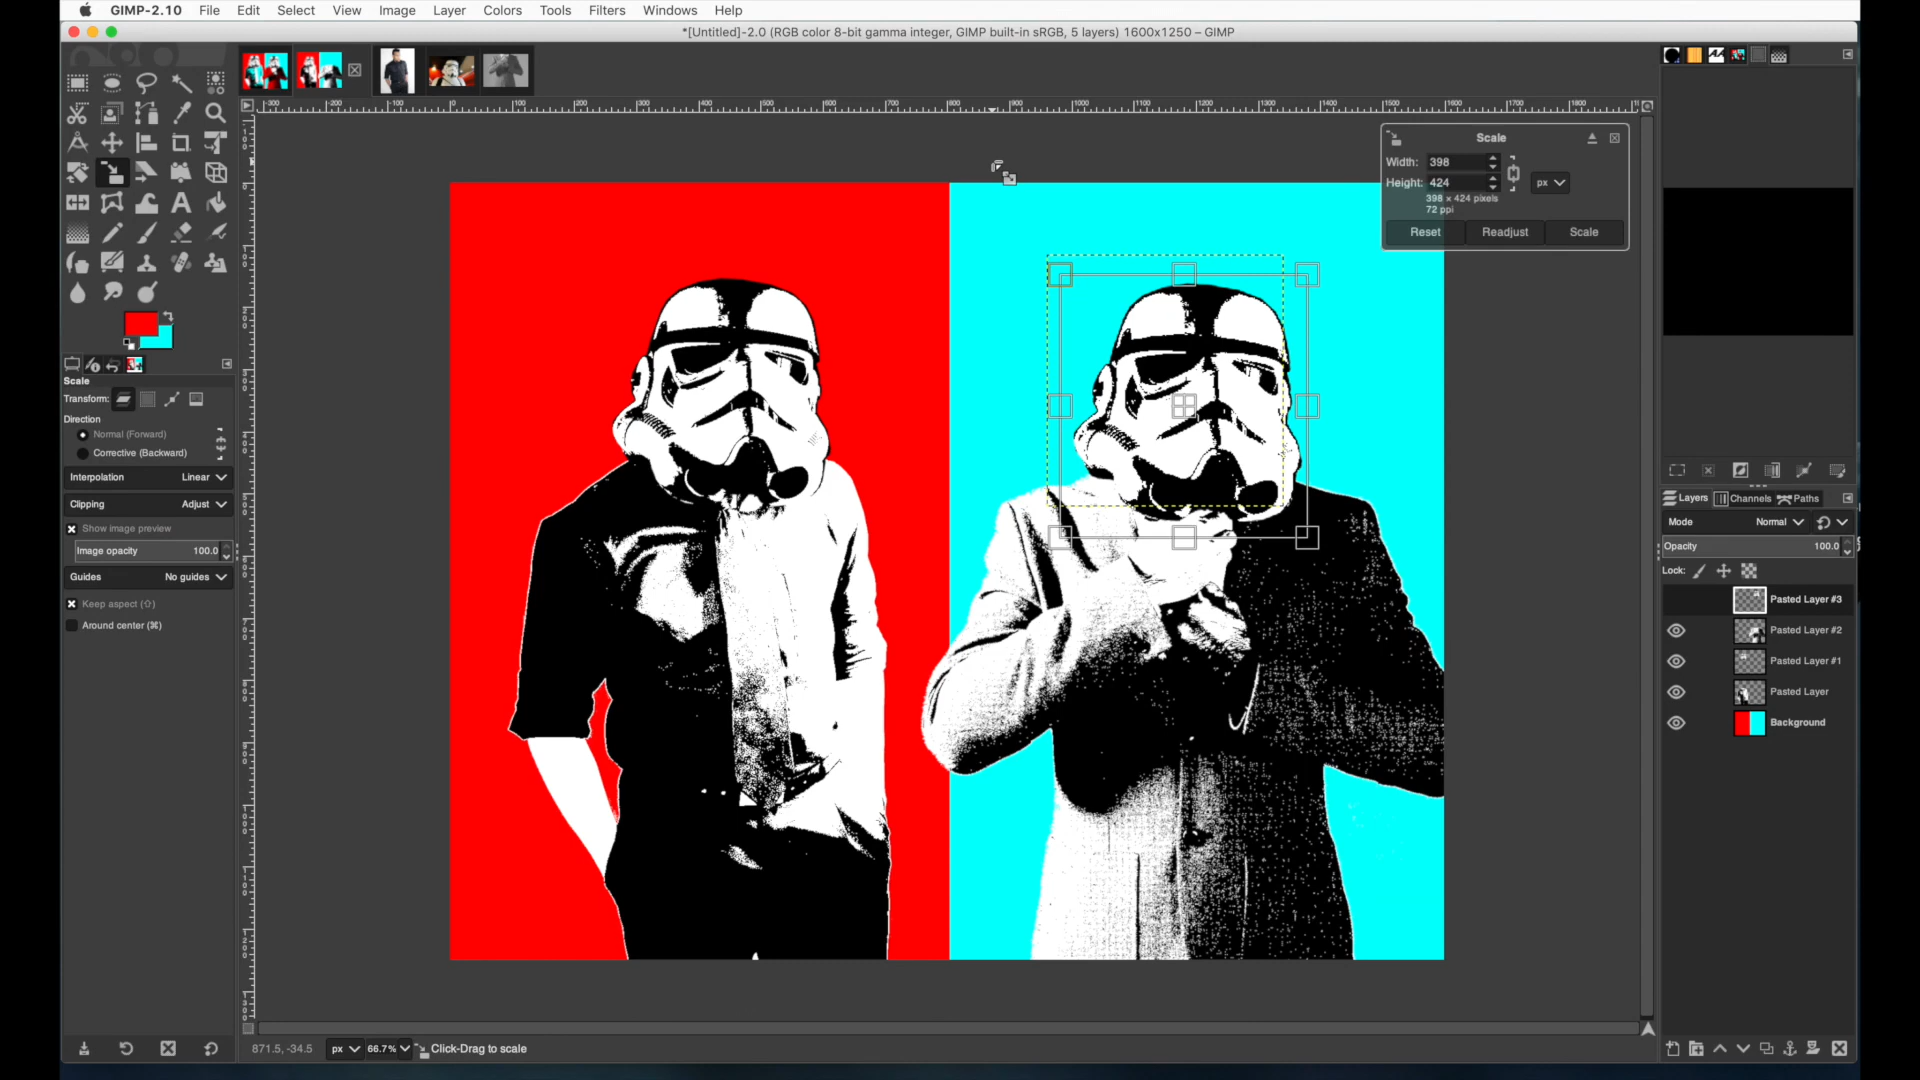 GIMP-2.10 File Edit Select View Image Layer Colors Tools Filters Windows Help
*[Untitled]-2.0 (RGB color 8-bit gamma integer, GIMP built-in sRGB, 5 layers) 1600x1250 – GIMP
Scale
Width: 398
Height: 424 px
398 × 424 pixels
72 ppi
Reset Readjust Scale
Scale
Transform:
Direction
Normal (Forward)
Corrective (Backward)
Interpolation Linear
Clipping Adjust
Show image preview
Image opacity 100.0
Guides No guides
Keep aspect (⇧)
Around center (⌘)
Layers Channels Paths
Mode Normal
Opacity 100.0
Lock:
Pasted Layer #3
Pasted Layer #2
Pasted Layer #1
Pasted Layer
Background
871.5, -34.5 px 66.7% Click-Drag to scale